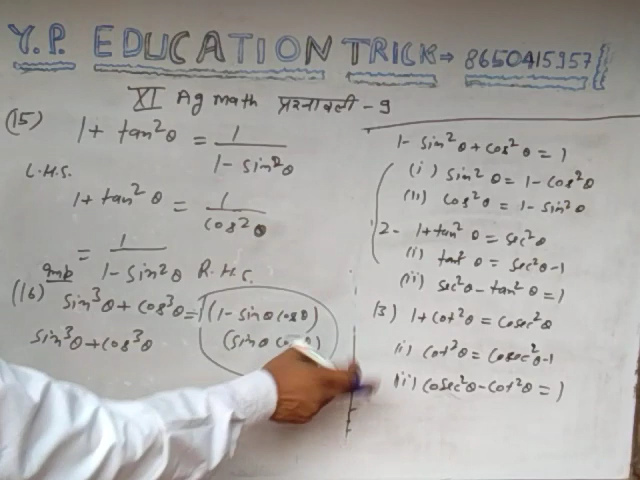 Y.P. EDUCATION TRICK → 8650415957
XI Ag math प्रश्नावली - 9
(15) 1 + tan²θ = 1 / 1 - sin²θ
L.H.S.
1 + tan²θ = 1 / cos²θ
= 1 / 1 - sin²θ R.H.S.
Imp
(16) sin³θ + cos³θ = (1 - sinθ cosθ)
sin³θ + cos³θ
1- sin²θ + cos²θ = 1
(i) sin²θ = 1 - cos²θ
(ii) cos²θ = 1 - sin²θ
2- 1 + tan²θ = sec²θ
(i) tan²θ = sec²θ - 1
(ii) sec²θ - tan²θ = 1
(3) 1 + cot²θ = cosec²θ
(i) cot²θ = cosec²θ - 1
(ii) cosec²θ - cot²θ = 1